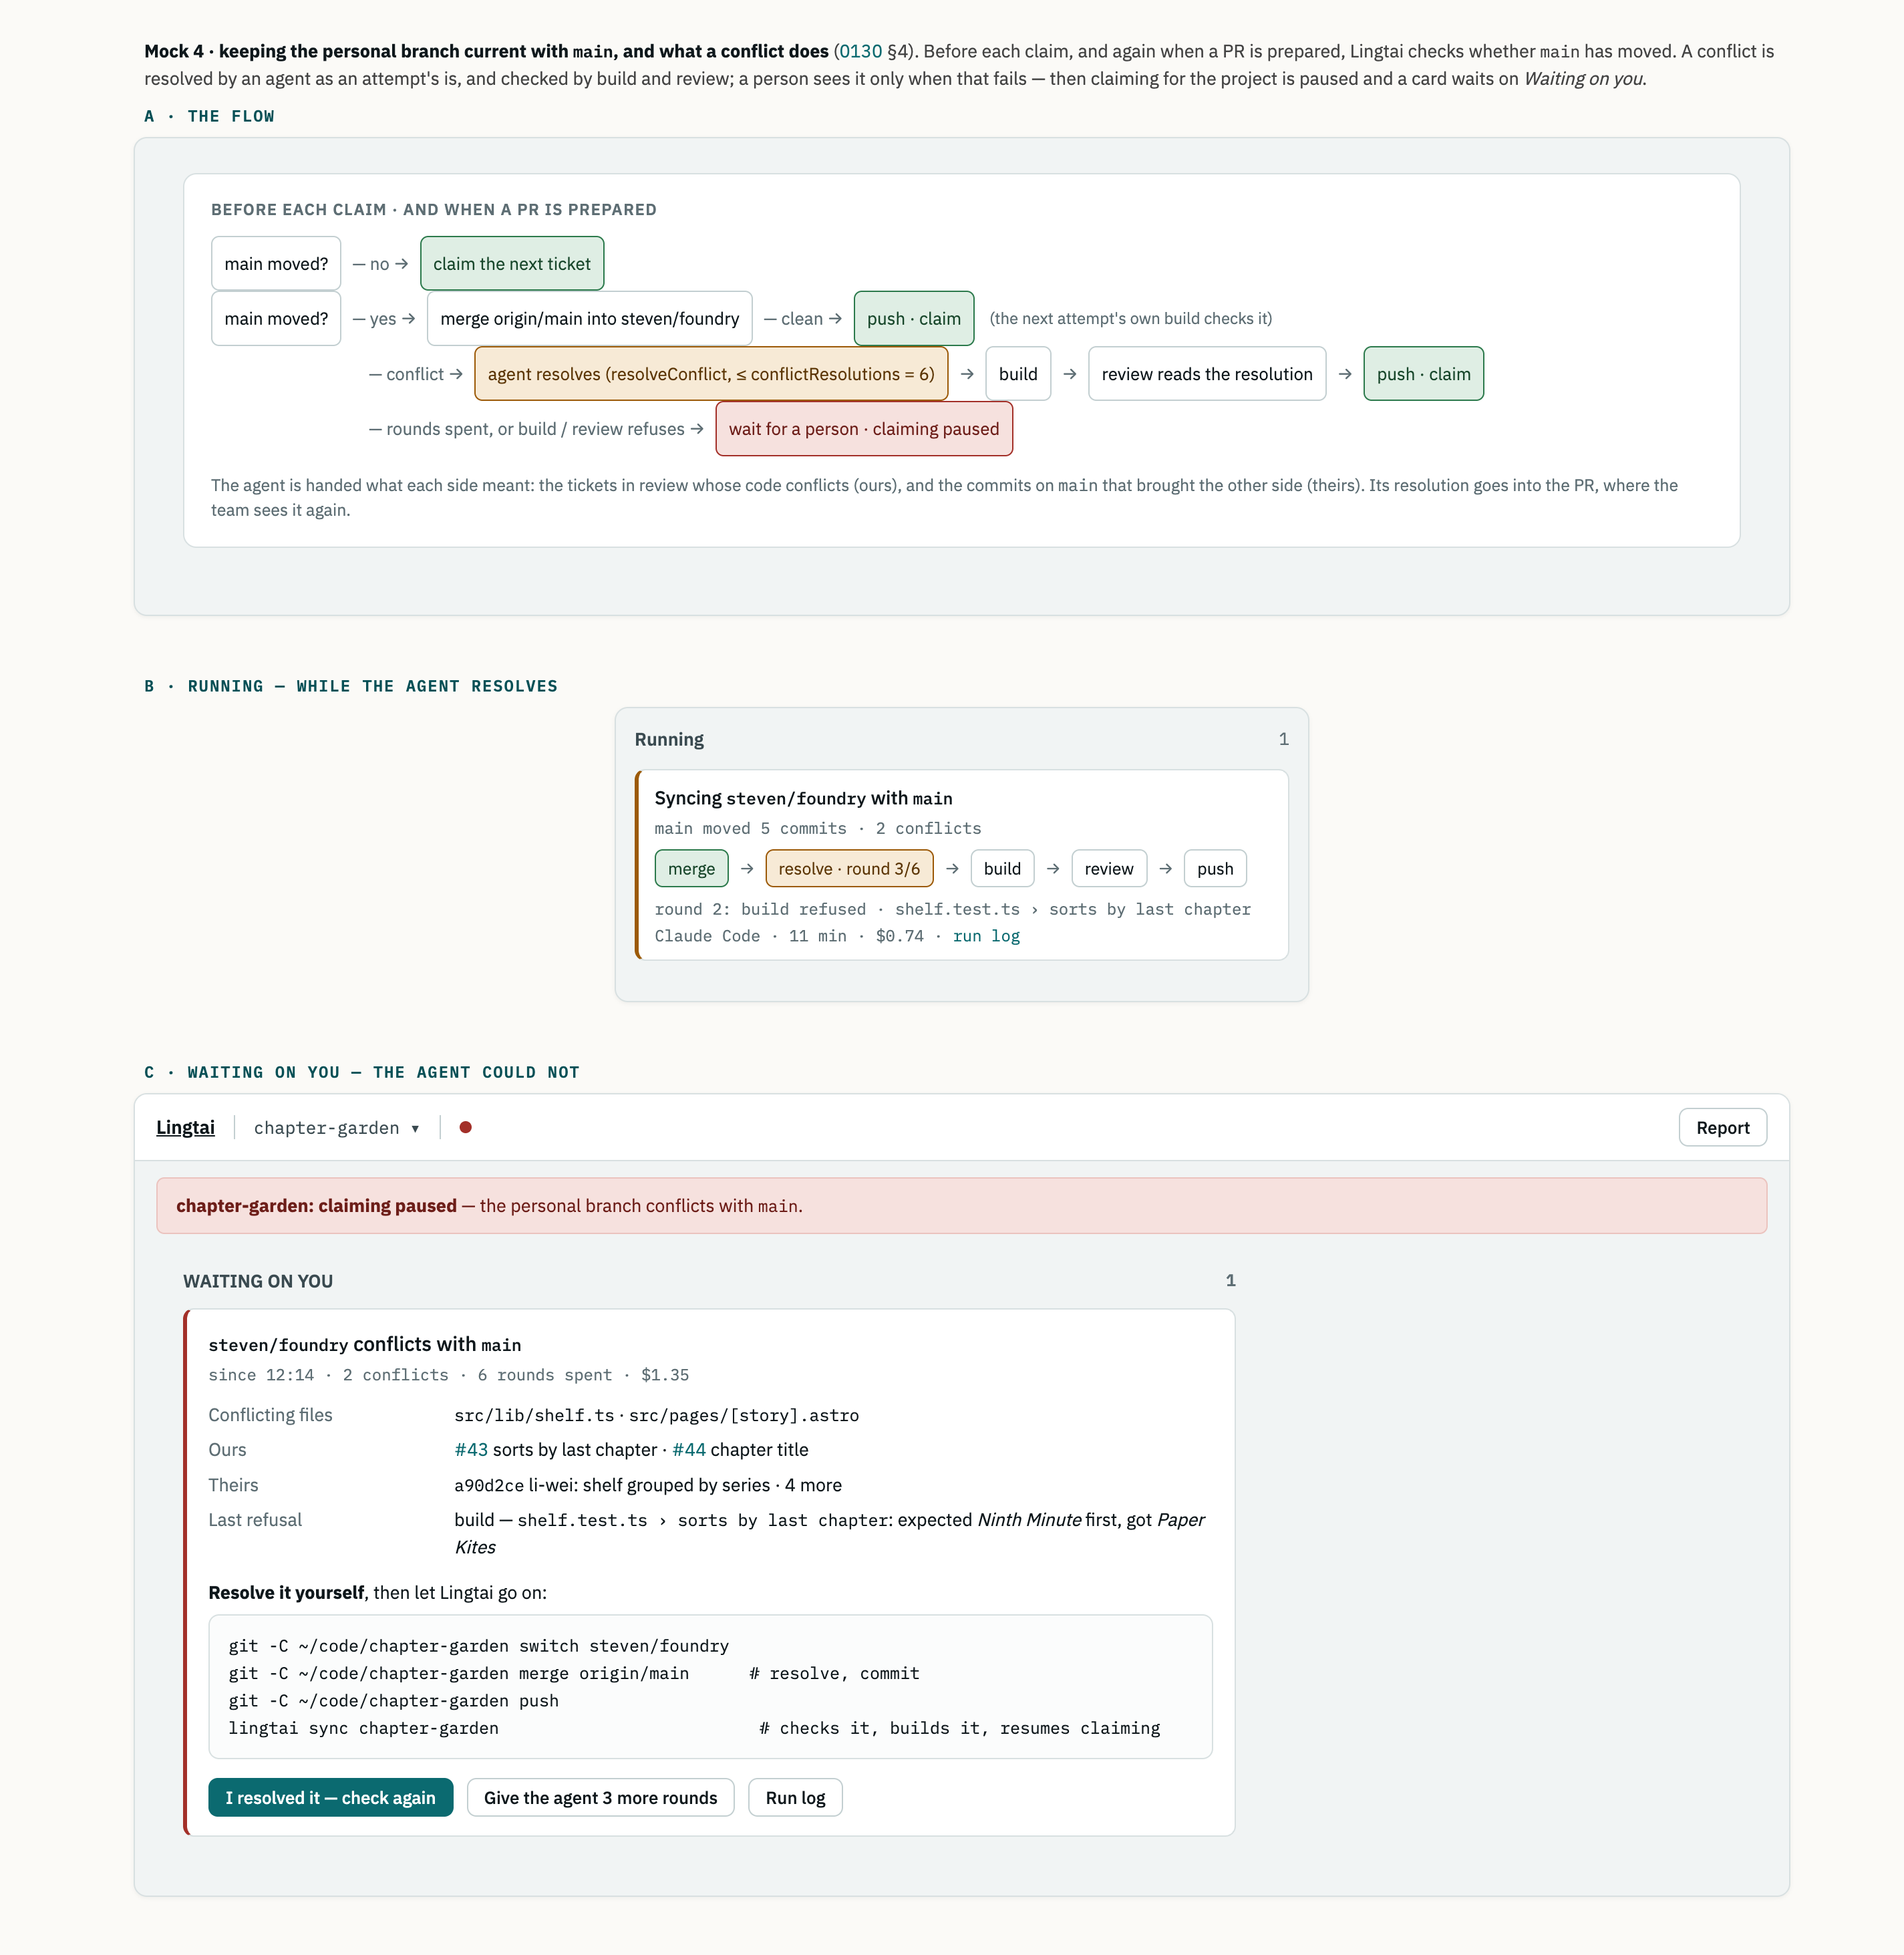 Mock 4 · keeping the personal branch current with main, and what a conflict does (0130 §4). Before each claim, and again when a PR is prepared, Lingtai checks whether main has moved. A conflict is
resolved by an agent as an attempt's is, and checked by build and review; a person sees it only when that fails — then claiming for the project is paused and a card waits on Waiting on you.
A · THE FLOW
BEFORE EACH CLAIM · AND WHEN A PR IS PREPARED
main moved? — no → claim the next ticket
main moved? — yes → merge origin/main into steven/foundry — clean → push · claim (the next attempt's own build checks it)
— conflict → agent resolves (resolveConflict, ≤ conflictResolutions = 6) → build → review reads the resolution → push · claim
— rounds spent, or build / review refuses → wait for a person · claiming paused
The agent is handed what each side meant: the tickets in review whose code conflicts (ours), and the commits on main that brought the other side (theirs). Its resolution goes into the PR, where the
team sees it again.
B · RUNNING — WHILE THE AGENT RESOLVES
Running 1
Syncing steven/foundry with main
main moved 5 commits · 2 conflicts
merge → resolve · round 3/6 → build → review → push
round 2: build refused · shelf.test.ts › sorts by last chapter
Claude Code · 11 min · $0.74 · run log
C · WAITING ON YOU — THE AGENT COULD NOT
Lingtai chapter-garden ▾ Report
chapter-garden: claiming paused — the personal branch conflicts with main.
WAITING ON YOU 1
steven/foundry conflicts with main
since 12:14 · 2 conflicts · 6 rounds spent · $1.35
Conflicting files src/lib/shelf.ts · src/pages/[story].astro
Ours #43 sorts by last chapter · #44 chapter title
Theirs a90d2ce li-wei: shelf grouped by series · 4 more
Last refusal build — shelf.test.ts › sorts by last chapter: expected Ninth Minute first, got Paper
Kites
Resolve it yourself, then let Lingtai go on:
git -C ~/code/chapter-garden switch steven/foundry
git -C ~/code/chapter-garden merge origin/main # resolve, commit
git -C ~/code/chapter-garden push
lingtai sync chapter-garden # checks it, builds it, resumes claiming
I resolved it — check again Give the agent 3 more rounds Run log